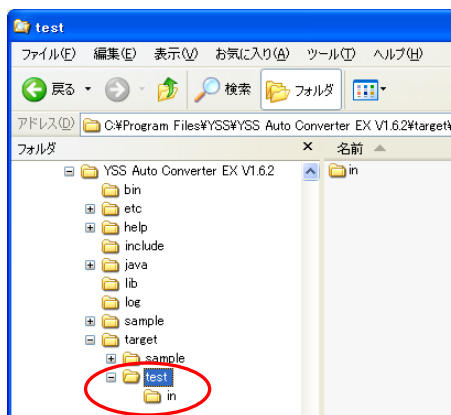 test
ファイル(F) 編集(E) 表示(V) お気に入り(A) ツール(T) ヘルプ(H)
戻る 検索 フォルダ
アドレス(D) C:¥Program Files¥YSS¥YSS Auto Converter EX V1.6.2¥target¥
フォルダ × 名前
YSS Auto Converter EX V1.6.2 in
bin
etc
help
include
java
lib
log
sample
target
sample
test
in